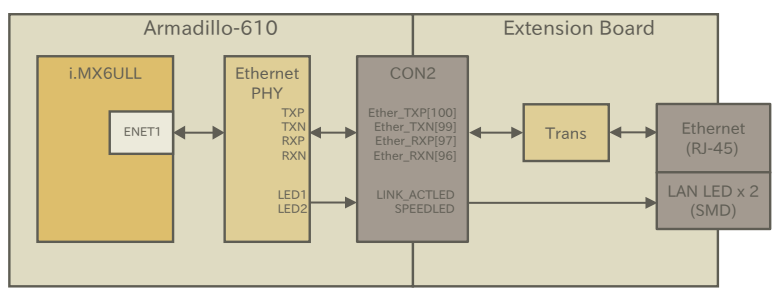 Armadillo-610
Extension Board
i.MX6ULL
ENET1
Ethernet
PHY
TXP
TXN
RXP
RXN
LED1
LED2
CON2
Ether_TXP[100]
Ether_TXN[99]
Ether_RXP[97]
Ether_RXN[96]
LINK_ACTLED
SPEEDLED
Trans
Ethernet
(RJ-45)
LAN LED x 2
(SMD)